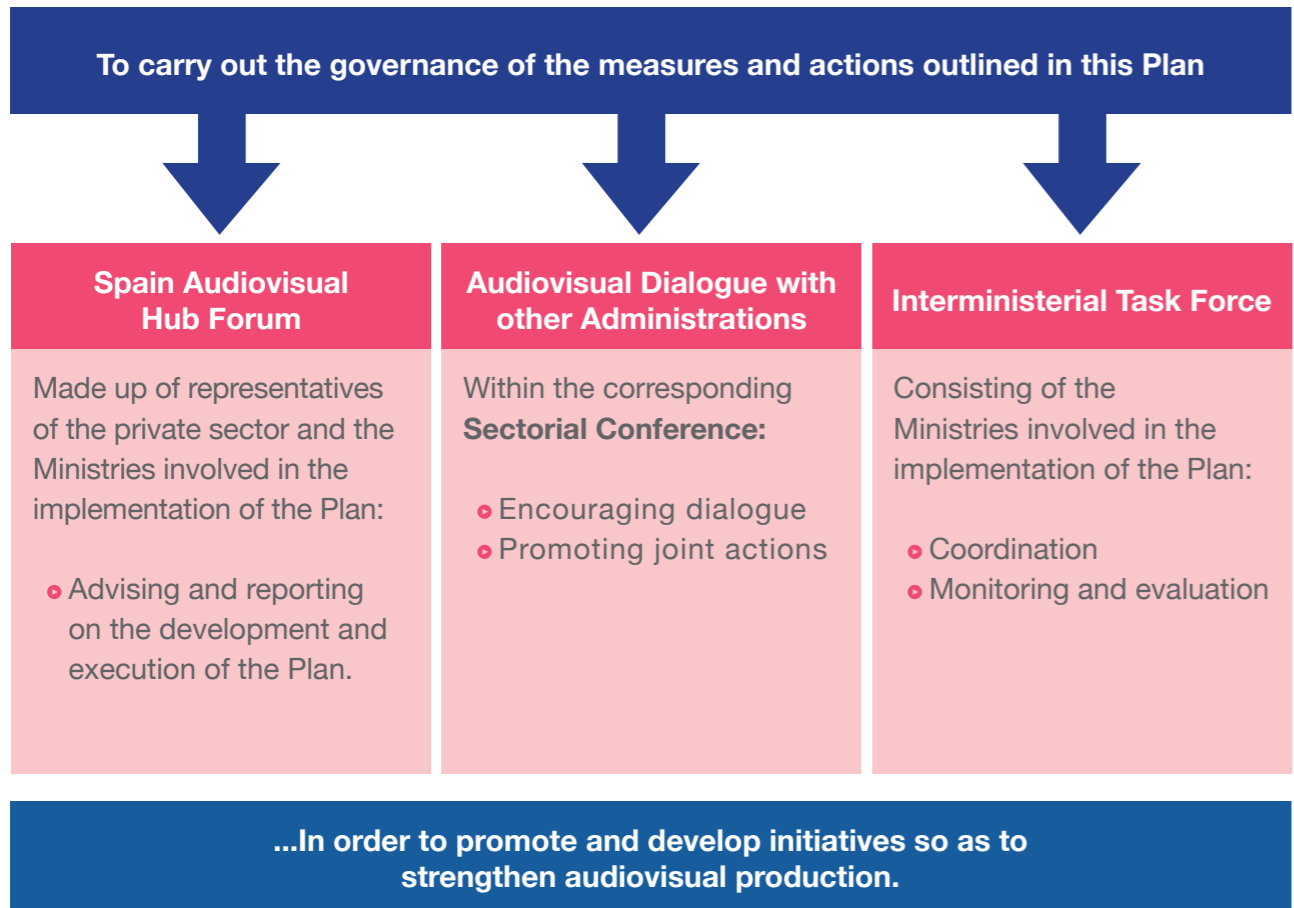 To carry out the governance of the measures and actions outlined in this Plan
Spain Audiovisual
Hub Forum
Made up of representatives
of the private sector and the
Ministries involved in the
implementation of the Plan:
Advising and reporting
on the development and
execution of the Plan.
Audiovisual Dialogue with
other Administrations
Within the corresponding
Sectorial Conference:
Encouraging dialogue
Promoting joint actions
Interministerial Task Force
Consisting of the
Ministries involved in the
implementation of the Plan:
Coordination
Monitoring and evaluation
...In order to promote and develop initiatives so as to
strengthen audiovisual production.